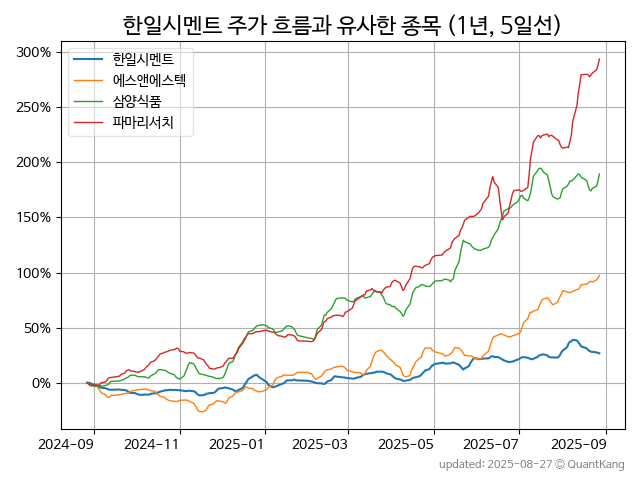 한일시멘트 주가 흐름과 유사한 종목 (1년, 5일선)
300%
250%
200%
150%
100%
50%
0%
한일시멘트
에스앤에스텍
삼양식품
파마리서치
2024-09
2024-11
2025-01
2025-03
2025-05
2025-07
2025-09
updated: 2025-08-27 © QuantKang